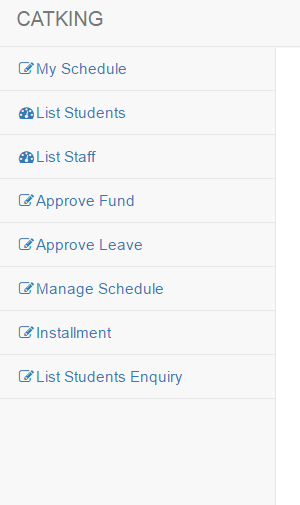 CATKING
My Schedule
List Students
List Staff
Approve Fund
Approve Leave
Manage Schedule
Installment
List Students Enquiry